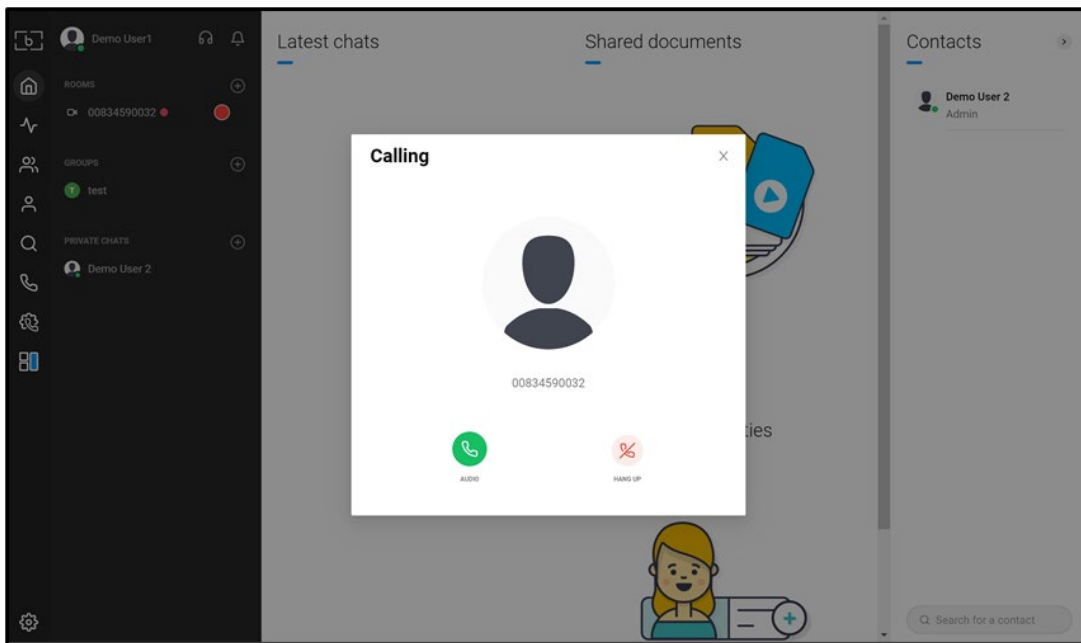 Demo User1
ROOMS
00834590032
GROUPS
T test
PRIVATE CHATS
Demo User 2
Latest chats
Shared documents
Contacts
Demo User 2
Admin
Calling
00834590032
AUDIO
HANG UP
ties
Search for a contact